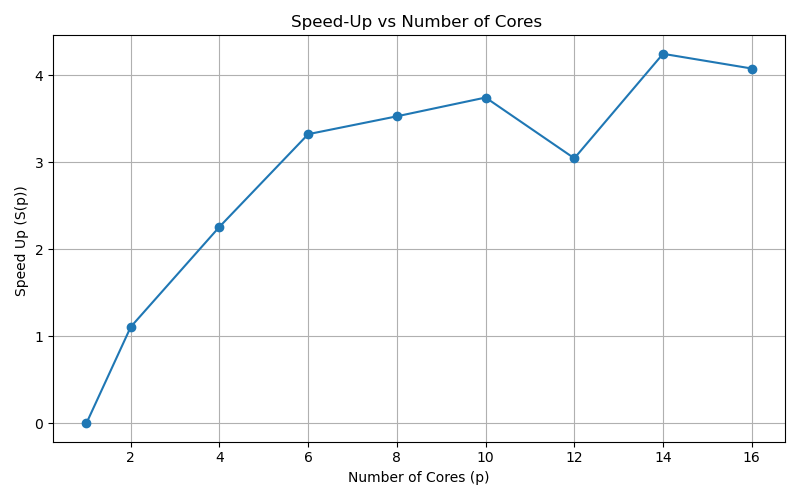 Speed-Up vs Number of Cores
Speed Up (S(p))
4
3
2
1
0
2 4 6 8 10 12 14 16
Number of Cores (p)